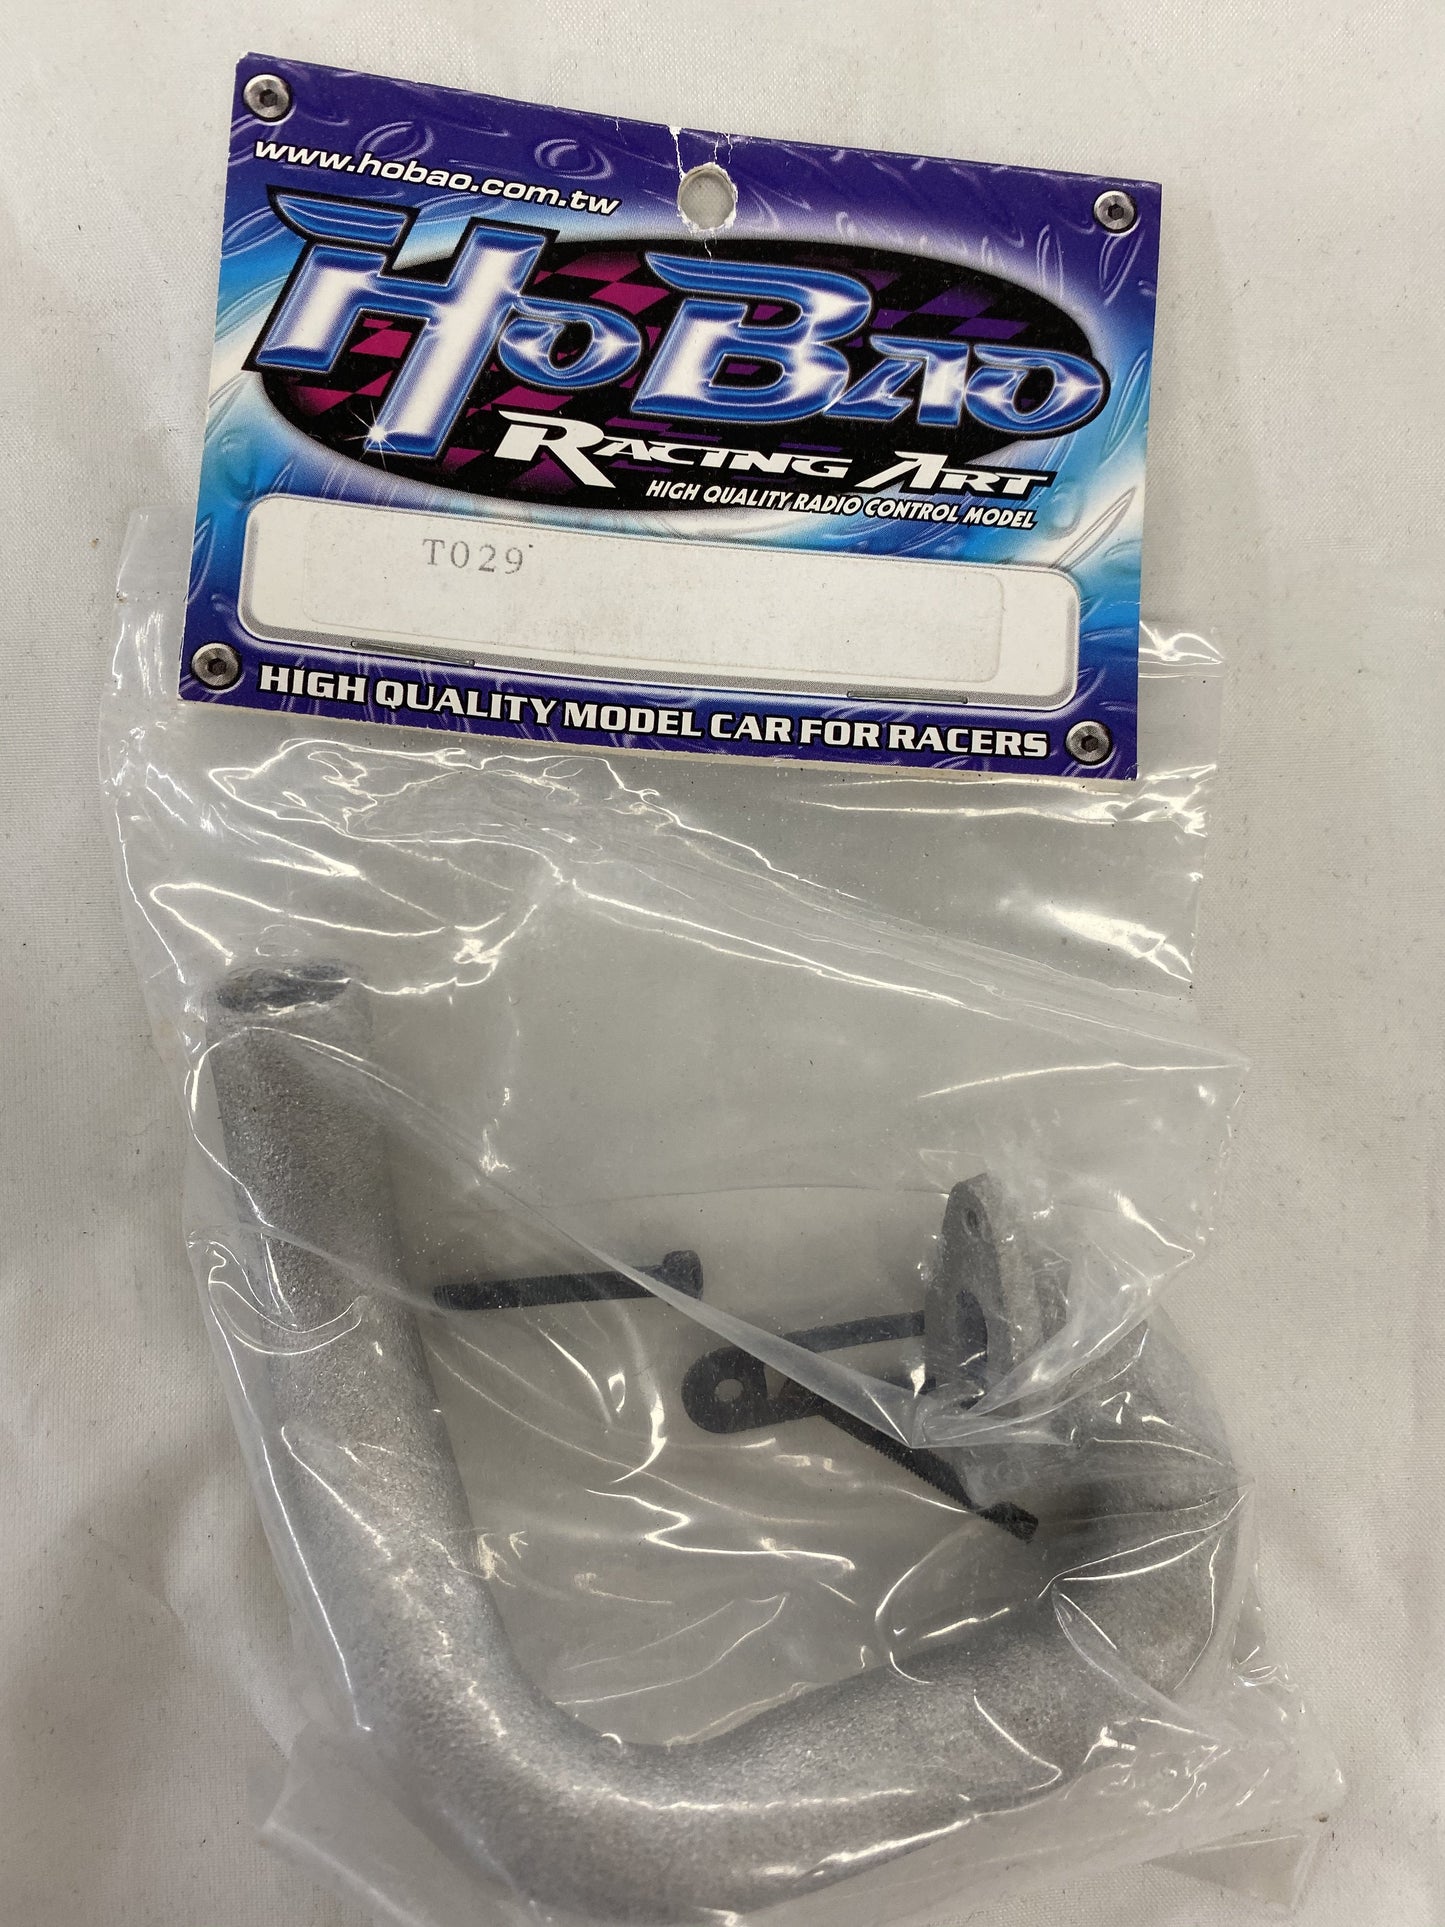 www.hobao.com.tw
HoBao
RACING ART
HIGH QUALITY RADIO CONTROL MODEL
T029
HIGH QUALITY MODEL CAR FOR RACERS